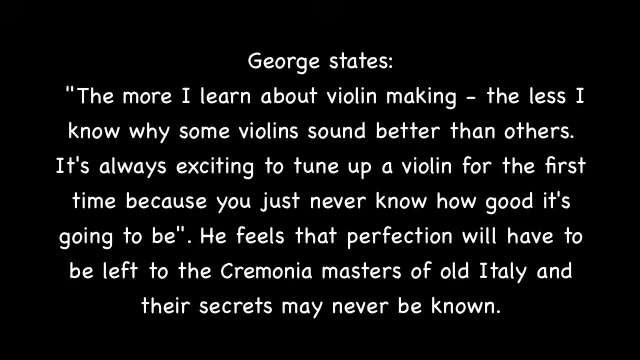 George states:
"The more I learn about violin making - the less I
know why some violins sound better than others.
It's always exciting to tune up a violin for the first
time because you just never know how good it's
going to be". He feels that perfection will have to
be left to the Cremonia masters of old Italy and
their secrets may never be known.